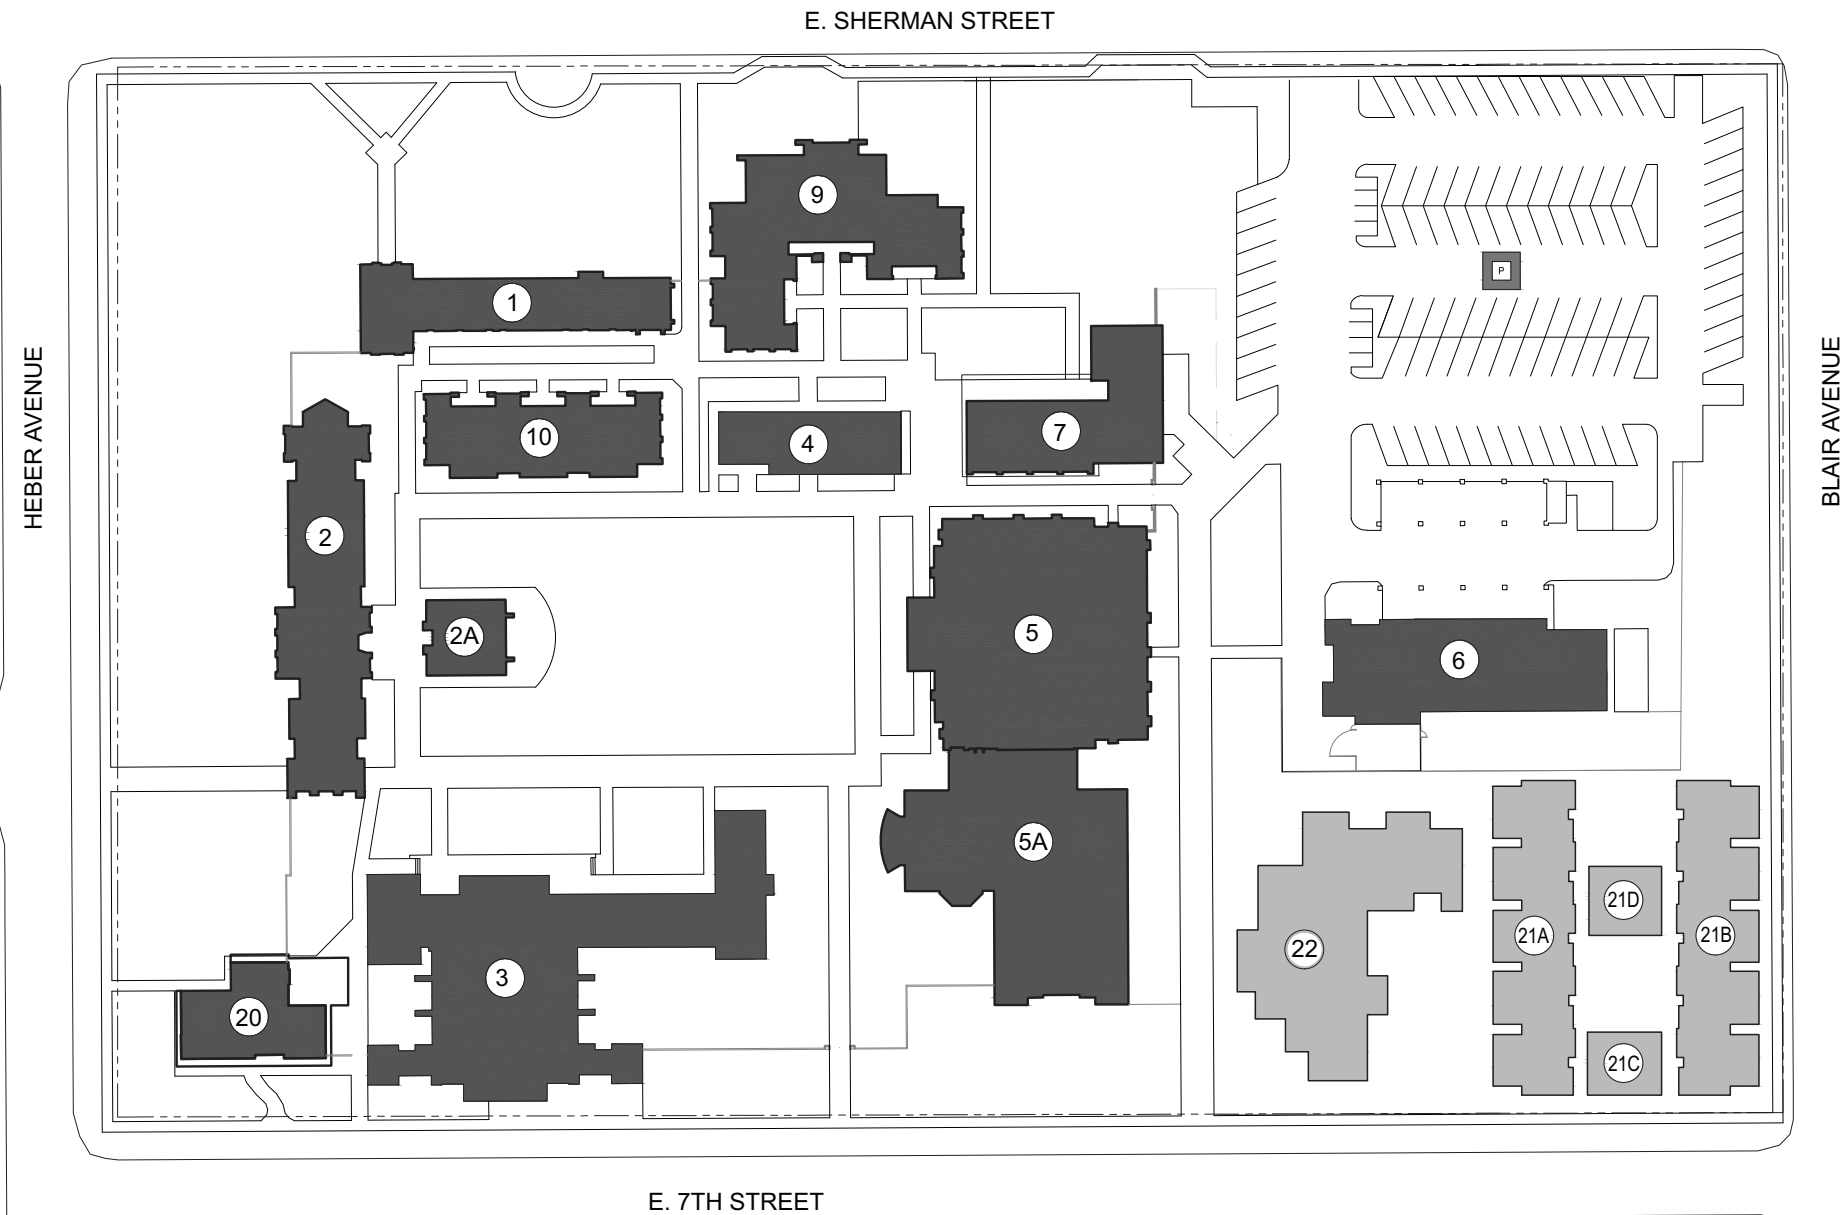 E. SHERMAN STREET
9
P
1
HEBER AVENUE
BLAIR AVENUE
10
4
7
2
2A
5
6
5A
21D
22
21A
21B
3
20
21C
E. 7TH STREET